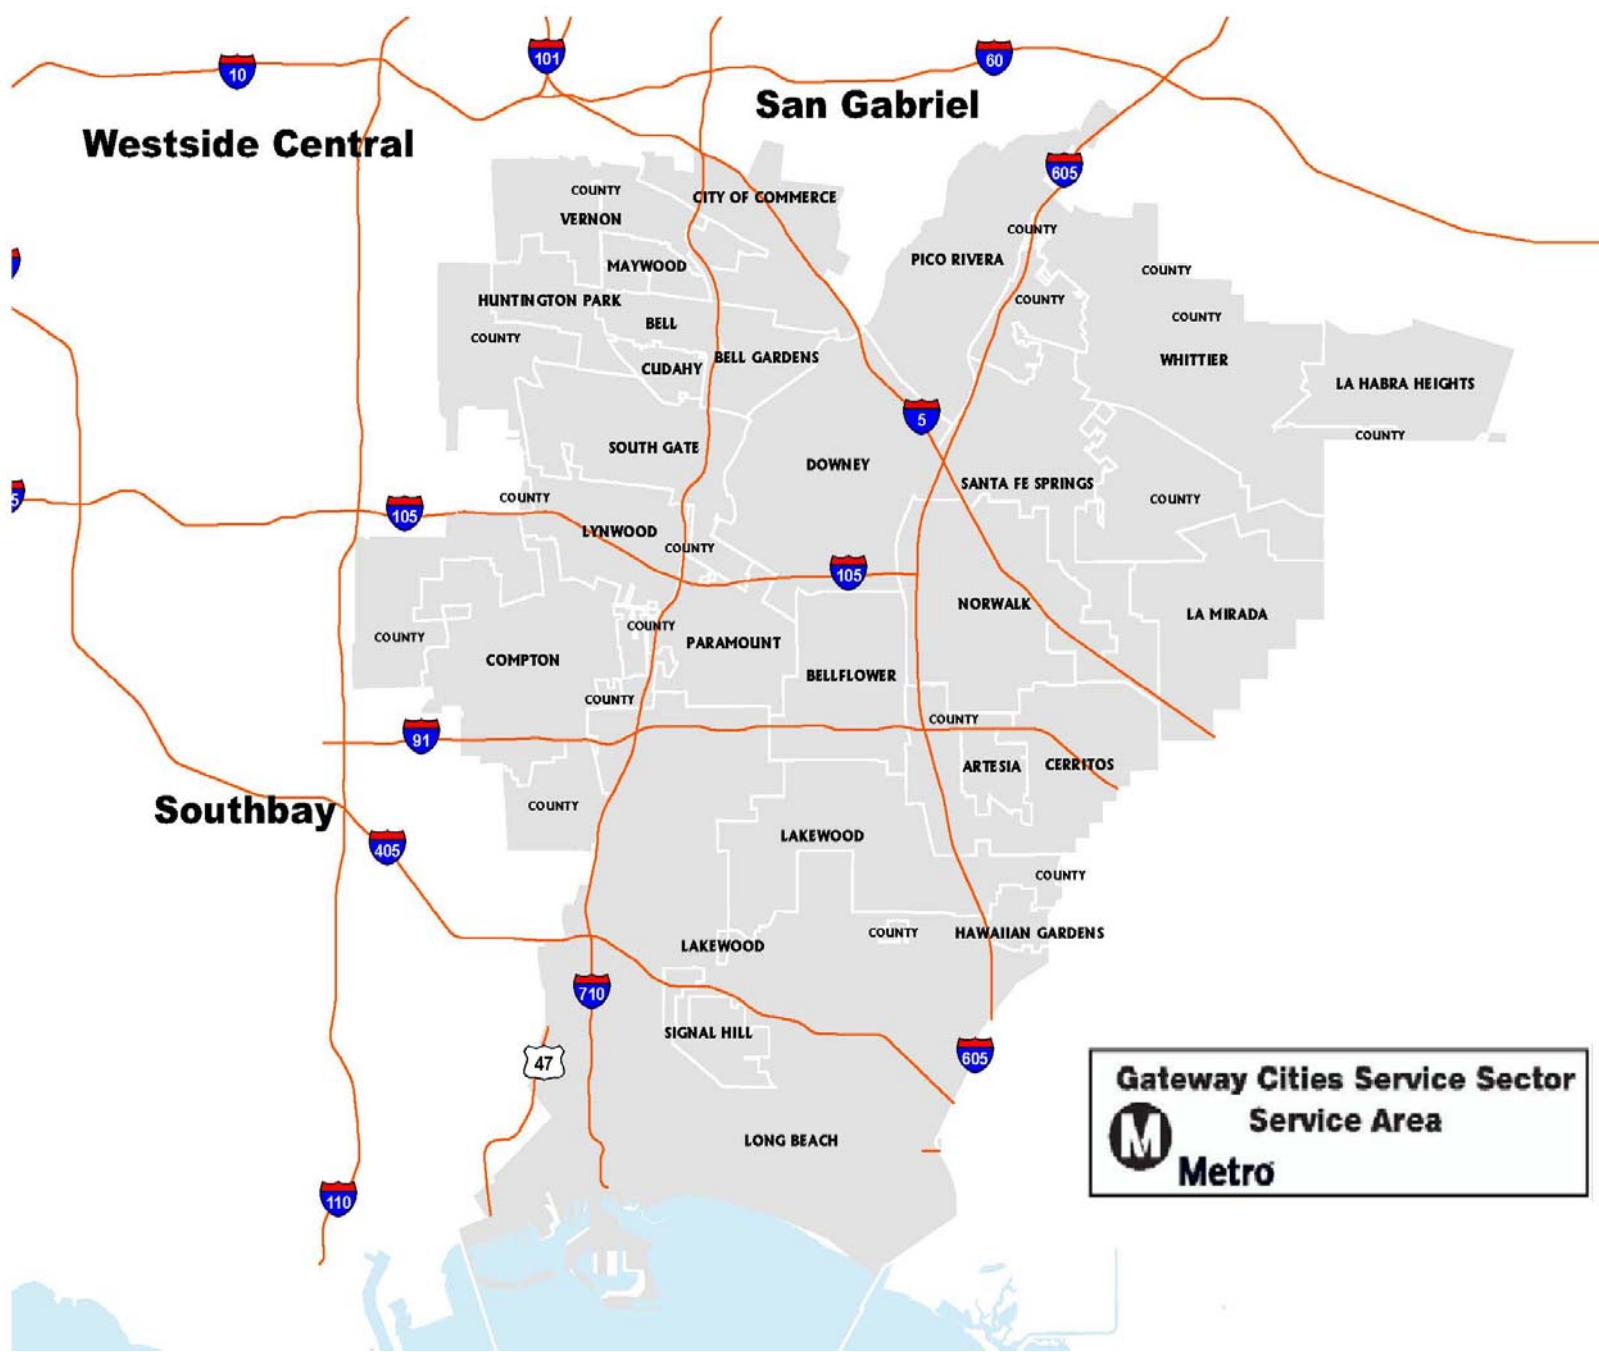 101
60
10
San Gabriel
Westside Central
605
COUNTY
CITY OF COMMERCE
VERNON
COUNTY
PICO RIVERA
MAYWOOD
COUNTY
HUNTINGTON PARK
COUNTY
COUNTY
BELL
COUNTY
BELL GARDENS
WHITTIER
CUDAHY
LA HABRA HEIGHTS
5
COUNTY
SOUTH GATE
DOWNEY
SANTA FE SPRINGS
5
COUNTY
COUNTY
105
LYNWOOD
COUNTY
105
NORWALK
LA MIRADA
COUNTY
COUNTY
PARAMOUNT
COMPTON
BELLFLOWER
COUNTY
COUNTY
91
ARTESIA
CERRITOS
COUNTY
Southbay
LAKEWOOD
405
COUNTY
COUNTY
HAWAIIAN GARDENS
LAKEWOOD
710
SIGNAL HILL
605
47
Gateway Cities Service Sector
Service Area
M
Metro
LONG BEACH
110